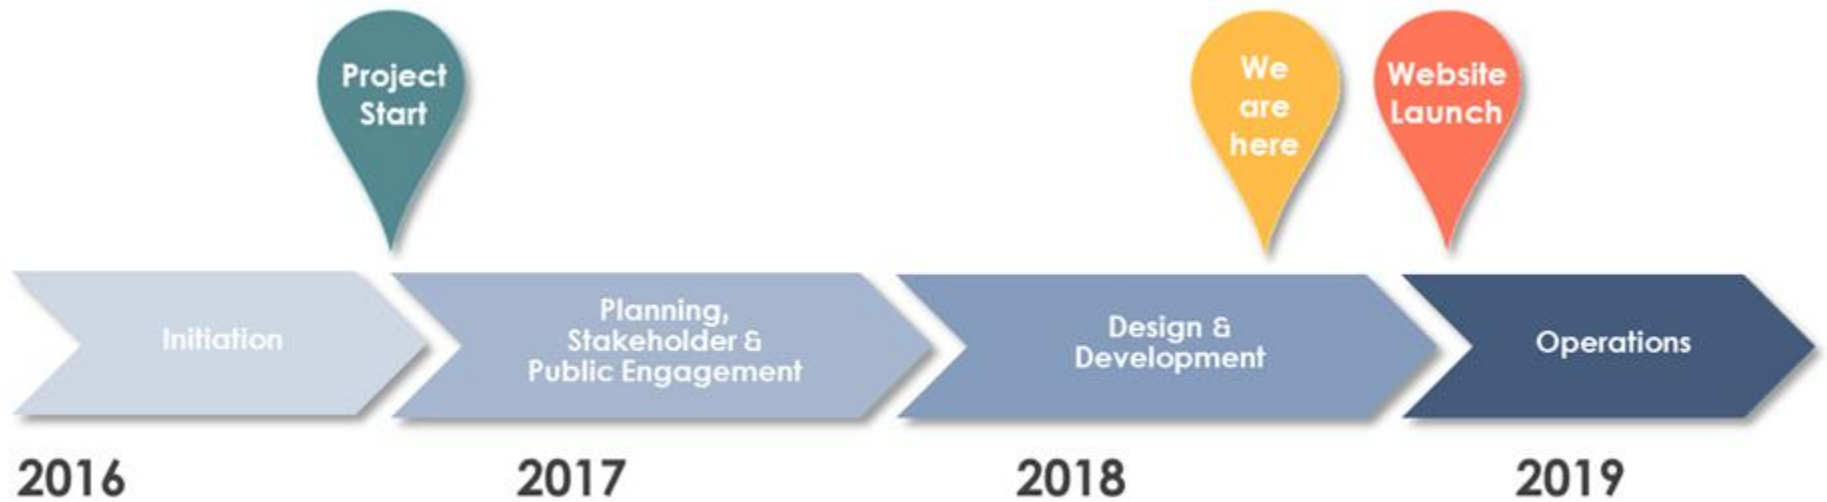 Project
Start
We
are
here
Website
Launch
Initiation
Planning,
Stakeholder &
Public Engagement
Design &
Development
Operations
2016
2017
2018
2019